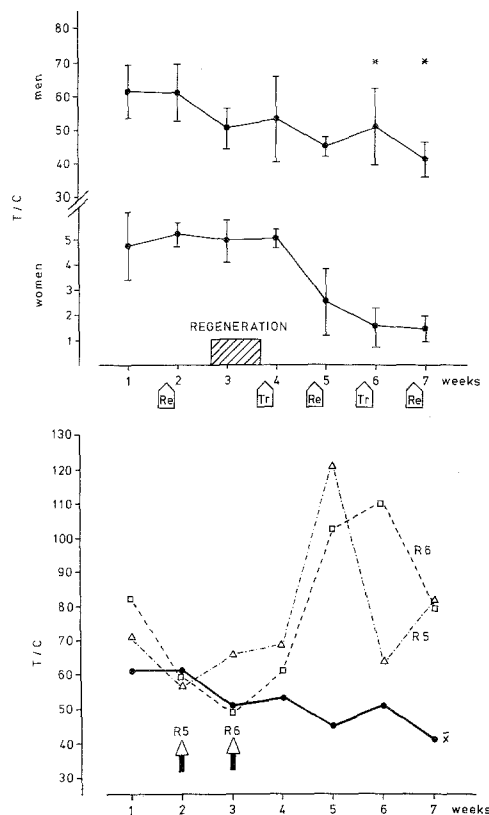 80
70
* *
60
men
50
40
30
T/C
5
4
women
3
2
REGENERATION
1
1 2 3 4 5 6 7 weeks
Re Tr Re Tr Re
130
120
110
100
R6
90
80
T/C
70
R5
60
50
R5 R6
40
x̄
30
1 2 3 4 5 6 7 weeks